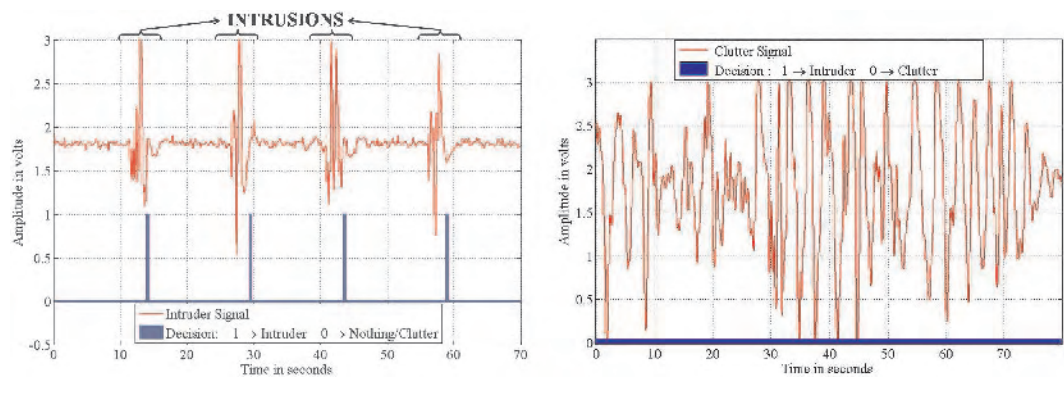 INTRUSIONS
3
2.5
2
1.5
1
0.5
0
-0.5
Amplitude in volts
Intruder Signal
Decision: 1 → Intruder 0 → Nothing/Clutter
0 10 20 30 40 50 60 70
Time in seconds
Clutter Signal
Decision : 1 → Intruder 0 → Clutter
3
2.5
2
1.5
1
0.5
0
Amplitude in volts
0 10 20 30 40 50 60 70
Time in seconds